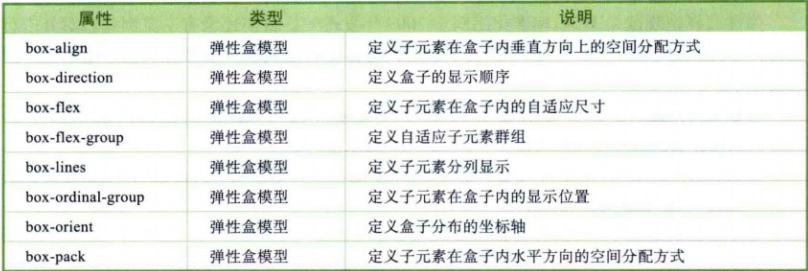 属性 类型 说明
box-align 弹性盒模型 定义子元素在盒子内垂直方向上的空间分配方式
box-direction 弹性盒模型 定义盒子的显示顺序
box-flex 弹性盒模型 定义子元素在盒子内的自适应尺寸
box-flex-group 弹性盒模型 定义自适应子元素群组
box-lines 弹性盒模型 定义子元素分列显示
box-ordinal-group 弹性盒模型 定义子元素在盒子内的显示位置
box-orient 弹性盒模型 定义盒子分布的坐标轴
box-pack 弹性盒模型 定义子元素在盒子内水平方向的空间分配方式